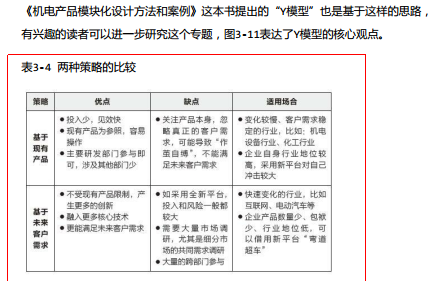 《机电产品模块化设计方法和案例》这本书提出的“Y模型”也是基于这样的思路，
有兴趣的读者可以进一步研究这个专题，图3-11表达了Y模型的核心观点。
表3-4 两种策略的比较
策略 优点 缺点 适用场合
基于
现有
产品
●投入少，见效快
●现有产品为参照，容易
操作
●主要研发部门参与即
可，涉及其他部门少
●关注产品本身，忽
略真正的客户需
求，可能导致“作
茧自缚”，不能满
足未来客户需求
●变化较慢、客户需求稳
定的行业，比如：机电
设备行业、化工行业
●企业自身行业地位较
高，采用新平台对自己
冲击较大
基于
未来
客户
需求
●不受现有产品限制，产
生更多的创新
●融入更多核心技术
●更能满足未来客户需求
●如采用全新平台，
投入和风险一般都
较大
●需要大量市场调
研，尤其是细分市
场的共同需求调研
●大量的跨部门参与
●快速变化的行业，比如
互联网、电动汽车等
●企业产品数量少、包袱
少、行业地位低，可
以借用新平台“弯道
超车”